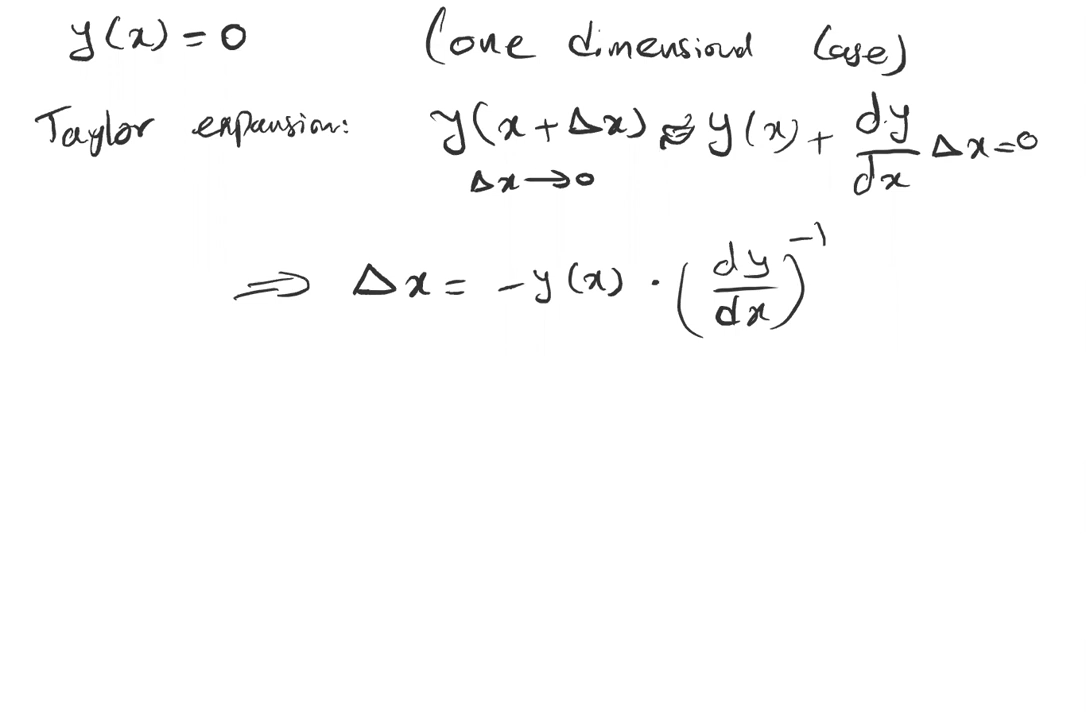 y(x) = 0 (one dimensional case)
Taylor expansion: y(x + Δx) ≈ y(x) + dy/dx Δx = 0
Δx → 0
⇒ Δx = -y(x) · (dy/dx)⁻¹